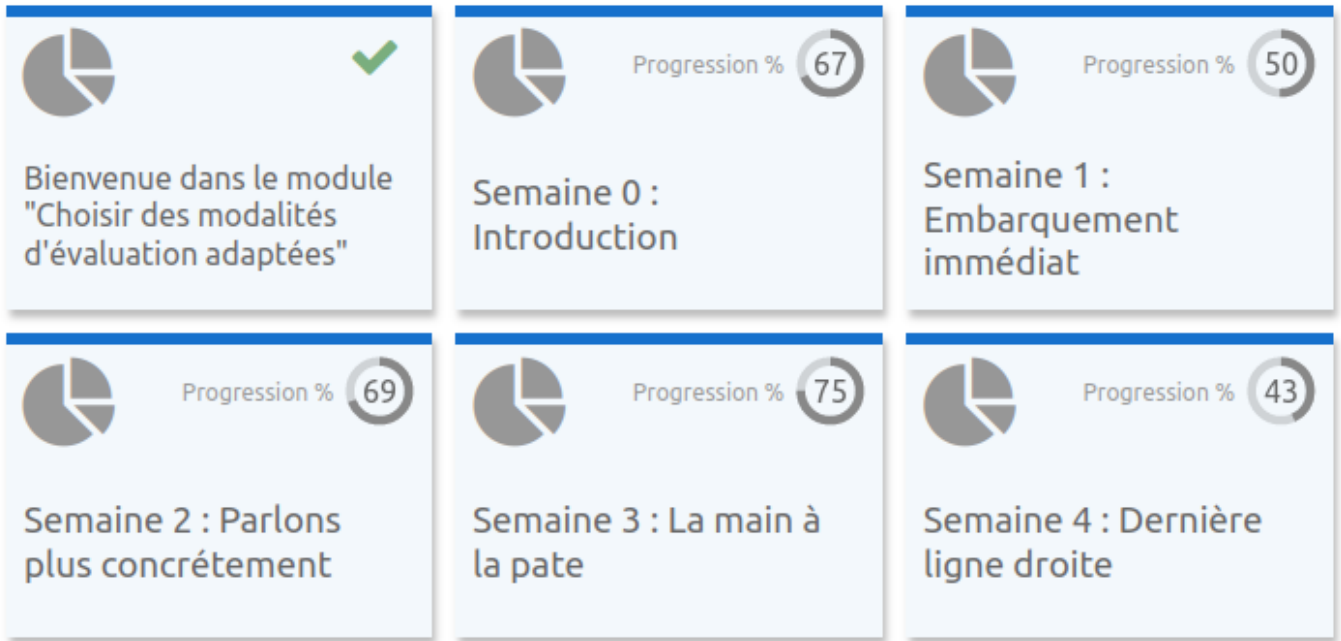 Progression % 67
Progression % 50
Bienvenue dans le module
"Choisir des modalités
d'évaluation adaptées"
Semaine 0 :
Introduction
Semaine 1 :
Embarquement
immédiat
Progression % 69
Progression % 75
Progression % 43
Semaine 2 : Parlons
plus concrétement
Semaine 3 : La main à
la pate
Semaine 4 : Dernière
ligne droite